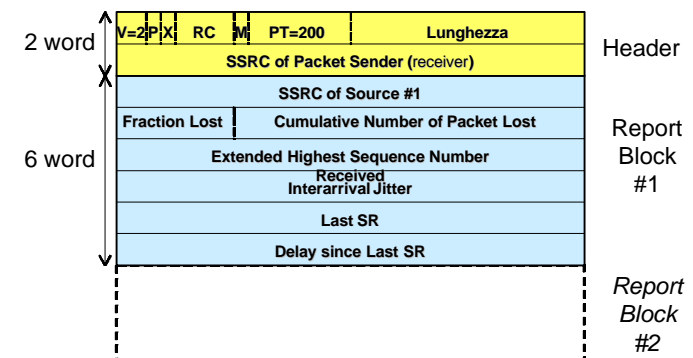 2 word
V=2 P X RC M PT=200 Lunghezza
Header
SSRC of Packet Sender (receiver)
SSRC of Source #1
6 word
Fraction Lost Cumulative Number of Packet Lost
Report
Block
#1
Extended Highest Sequence Number
Received
Interarrival Jitter
Last SR
Delay since Last SR
Report
Block
#2